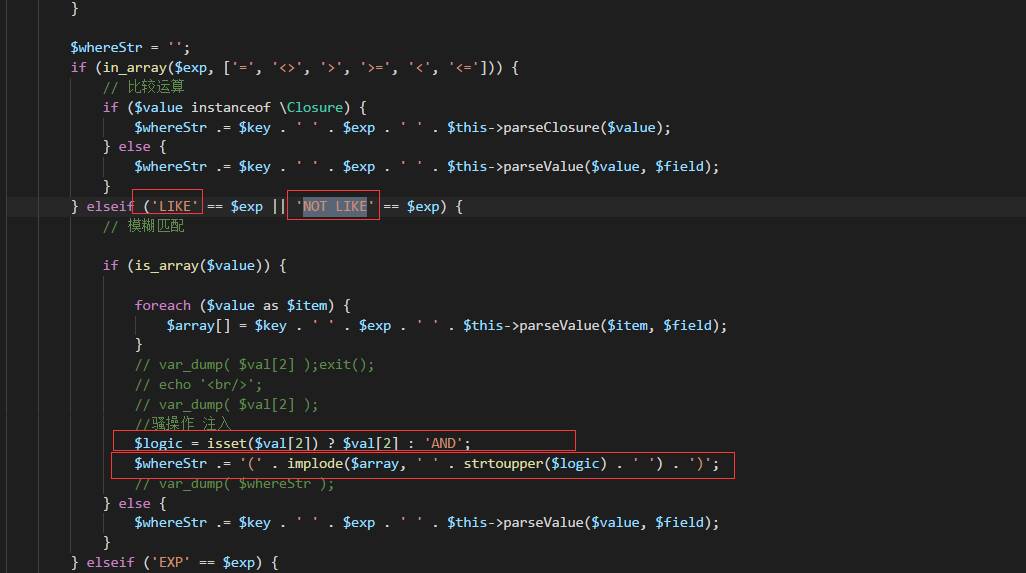 }
$whereStr = '';
if (in_array($exp, ['=', '<>', '>', '>=', '<', '<='])) {
// 比较运算
if ($value instanceof \Closure) {
$whereStr .= $key . ' ' . $exp . ' ' . $this->parseClosure($value);
} else {
$whereStr .= $key . ' ' . $exp . ' ' . $this->parseValue($value, $field);
}
} elseif ('LIKE' == $exp || 'NOT LIKE' == $exp) {
// 模糊匹配
if (is_array($value)) {
foreach ($value as $item) {
$array[] = $key . ' ' . $exp . ' ' . $this->parseValue($item, $field);
}
// var_dump( $val[2] );exit();
// echo '<br/>';
// var_dump( $val[2] );
//骚操作 注入
$logic = isset($val[2]) ? $val[2] : 'AND';
$whereStr .= '(' . implode($array, ' ' . strtoupper($logic) . ' ') . ')';
// var_dump( $whereStr );
} else {
$whereStr .= $key . ' ' . $exp . ' ' . $this->parseValue($value, $field);
}
} elseif ('EXP' == $exp) {